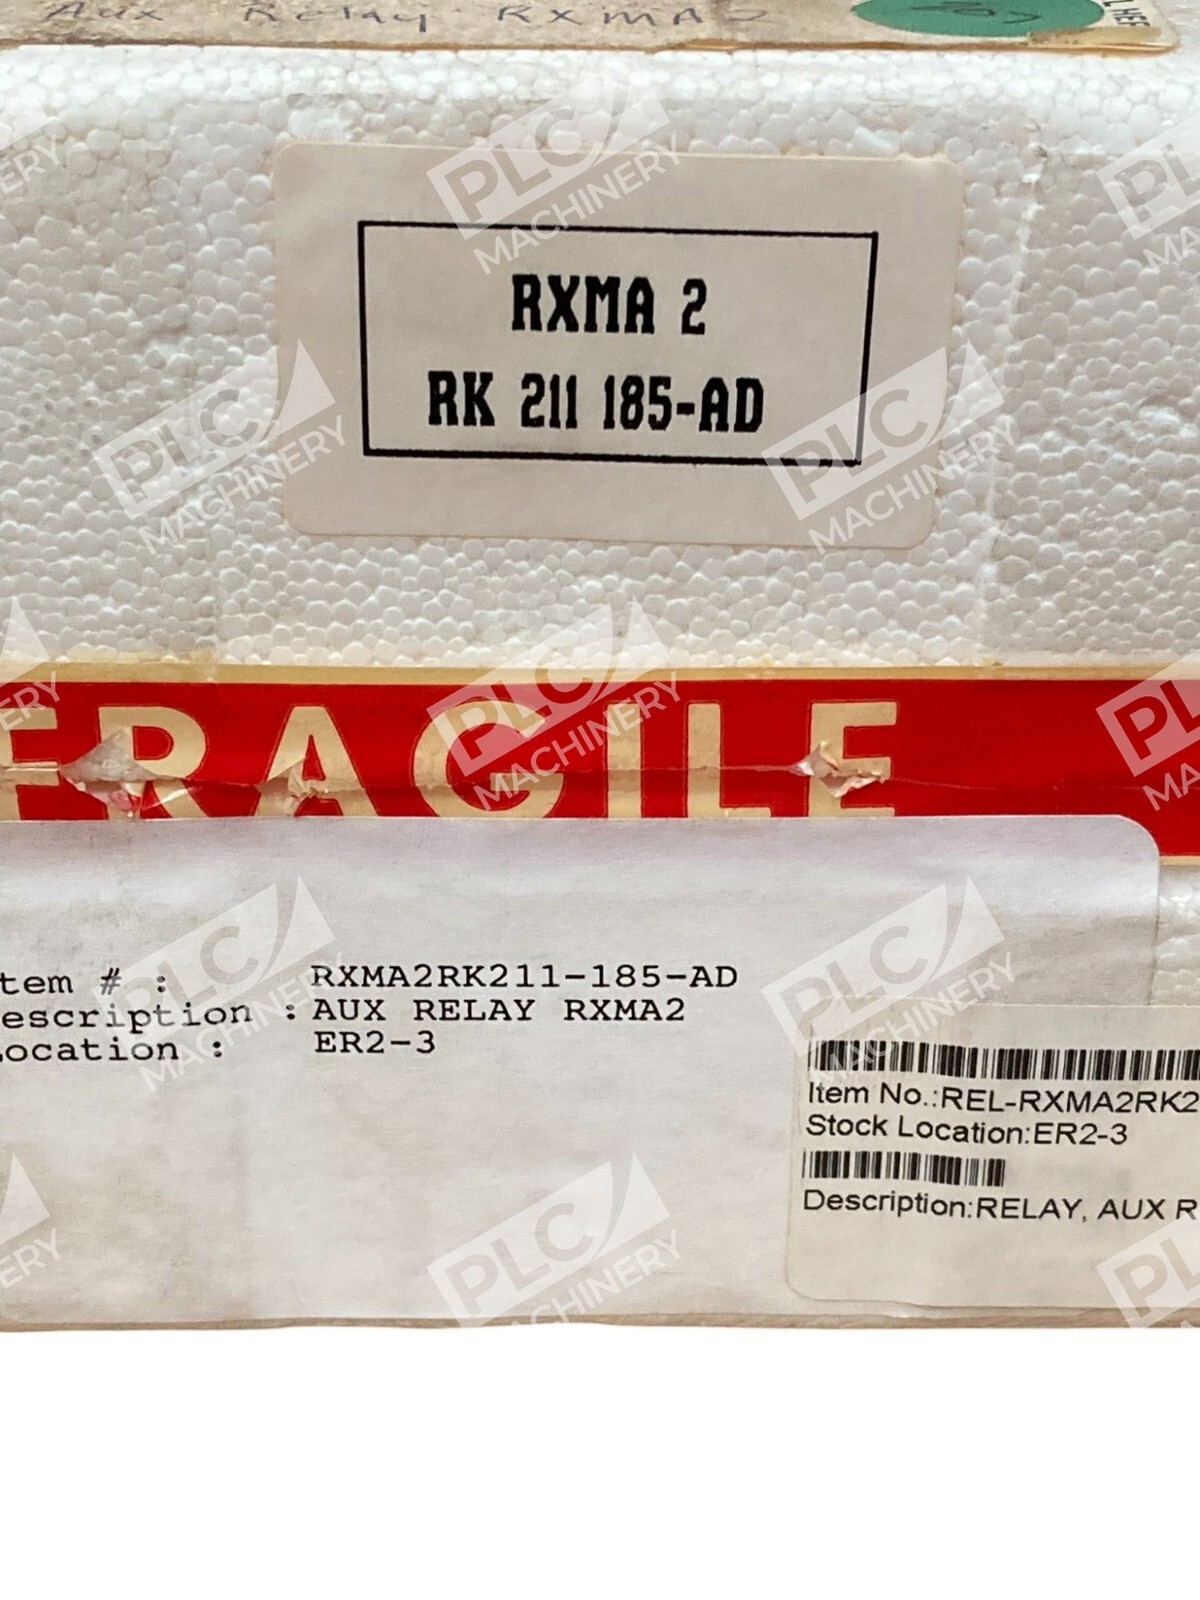 Aux Relay RXMA2
RXMA 2
RK 211 185-AD
FRAGILE
tem # : RXMA2RK211-185-AD
escription : AUX RELAY RXMA2
ocation : ER2-3
Item No.:REL-RXMA2RK2
Stock Location:ER2-3
Description:RELAY, AUX R
PLC MACHINERY